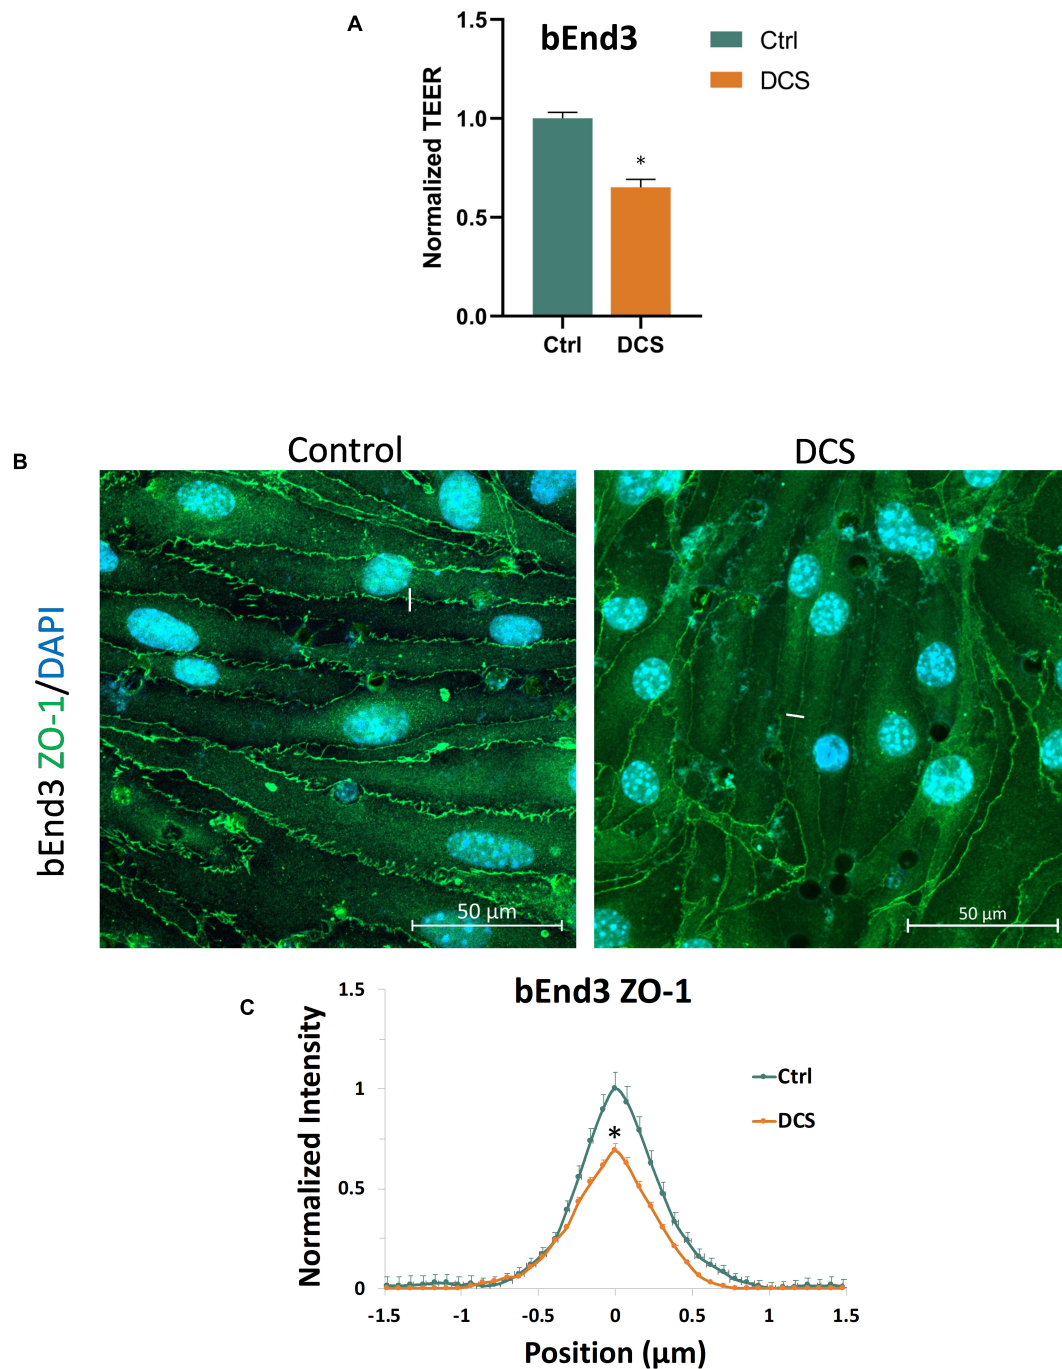 A
bEnd3
Ctrl
DCS
Normalized TEER
1.5
1.0
0.5
0.0
*
Ctrl DCS
B
Control DCS
bEnd3 ZO-1/DAPI
50 µm
50 µm
C
bEnd3 ZO-1
Normalized Intensity
1.5
1
0.5
0
*
Ctrl
DCS
-1.5 -1 -0.5 0 0.5 1 1.5
Position (µm)